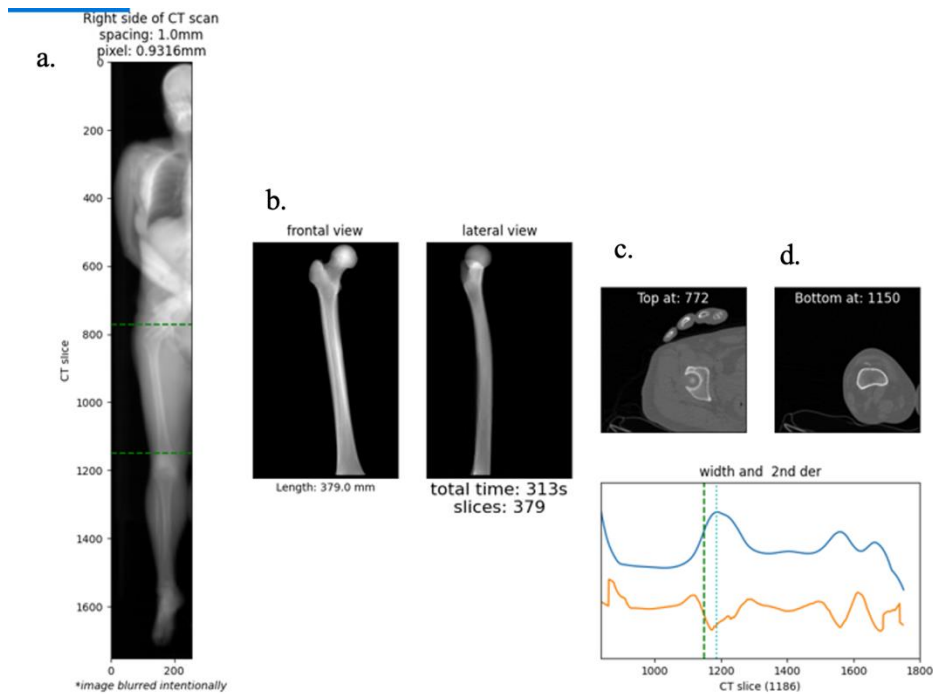 Right side of CT scan
spacing: 1.0mm
pixel: 0.9316mm
a.
0
200
400
600
800
1000
1200
1400
1600
CT slice
0 200
*image blurred intentionally
b.
frontal view
Length: 379.0 mm
lateral view
total time: 313s
slices: 379
c.
Top at: 772
d.
Bottom at: 1150
width and 2nd der
1000 1200 1400 1600 1800
CT slice (1186)